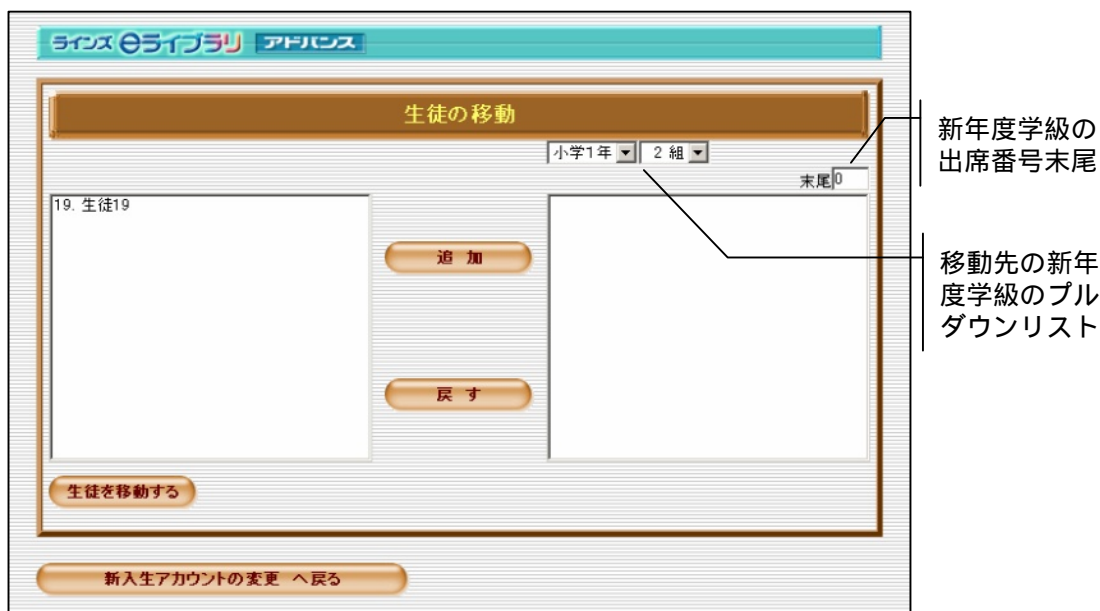 ラインズeライブラリ アドバンス
生徒の移動
小学1年 2 組
末尾0
19. 生徒19
追 加
戻 す
生徒を移動する
新入生アカウントの変更 へ戻る
新年度学級の
出席番号末尾
移動先の新年
度学級のプル
ダウンリスト